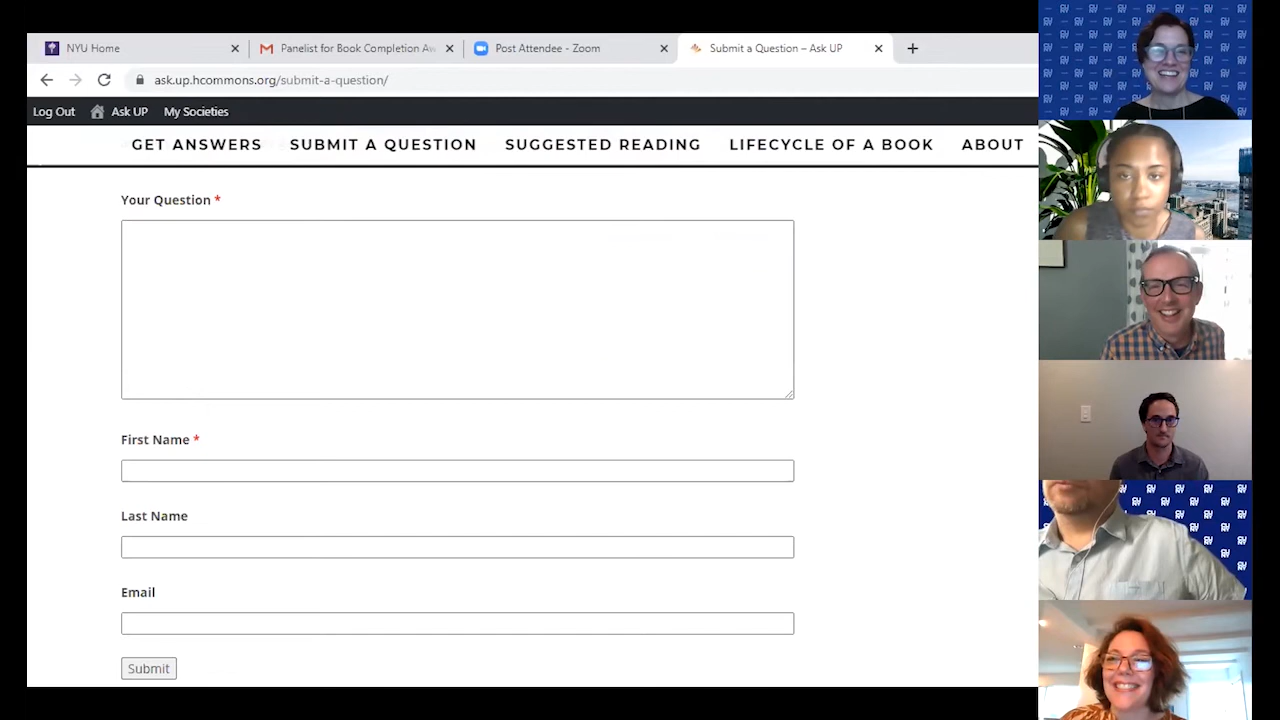 NYU Home
Panelist for Book Completion Aw
Post Attendee - Zoom
Submit a Question – Ask UP
ask.up.hcommons.org/submit-a-question/
Log Out Ask UP My Societies
GET ANSWERS SUBMIT A QUESTION SUGGESTED READING LIFECYCLE OF A BOOK ABOUT
Your Question *
First Name *
Last Name
Email
Submit